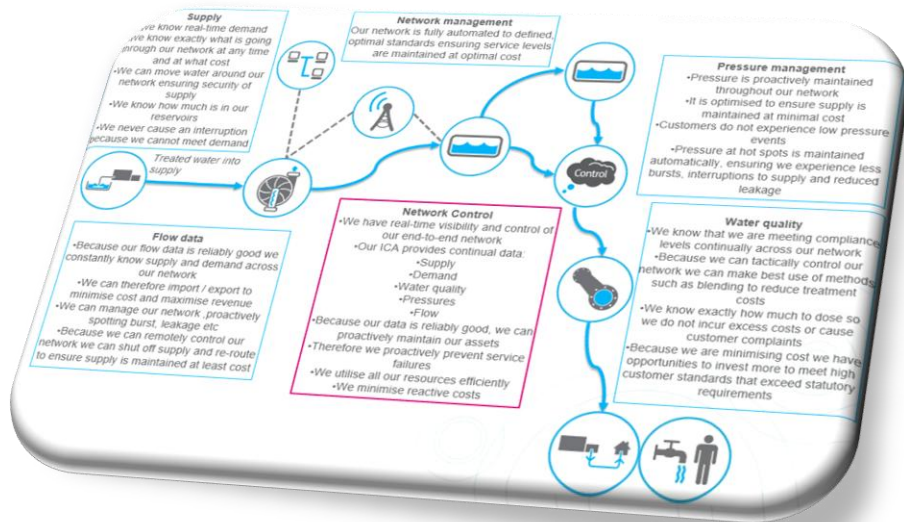 Supply
•We know real-time demand
•We know exactly what is going
through our network at any time
and at what cost
•We can move water around our
network ensuring security of
supply
•We know how much is in our
reservoirs
•We never cause an interruption
because we cannot meet demand
Network management
Our network is fully automated to defined,
optimal standards ensuring service levels
are maintained at optimal cost
Pressure management
•Pressure is proactively maintained
throughout our network
•It is optimised to ensure supply is
maintained at minimal cost
•Customers do not experience low pressure
events
•Pressure at hot spots is maintained
automatically, ensuring we experience less
bursts, interruptions to supply and reduced
leakage
Treated water into
supply
Control
Flow data
•Because our flow data is reliably good we
constantly know supply and demand across
our network
•We can therefore import / export to
minimise cost and maximise revenue
•We can manage our network ,proactively
spotting burst, leakage etc
•Because we can remotely control our
network we can shut off supply and re-route
to ensure supply is maintained at least cost
Network Control
•We have real-time visibility and control of
our end-to-end network
•Our ICA provides continual data:
•Supply
•Demand
•Water quality
•Pressures
•Flow
•Because our data is reliably good, we can
proactively maintain our assets
•Therefore we proactively prevent service
failures
•We utilise all our resources efficiently
•We minimise reactive costs
Water quality
•We know that we are meeting compliance
levels continually across our network
•Because we can tactically control our
network we can make best use of methods
such as blending to reduce treatment
costs
•We know exactly how much to dose so
we do not incur excess costs or cause
customer complaints
•Because we are minimising cost we have
opportunities to invest more to meet high
customer standards that exceed statutory
requirements